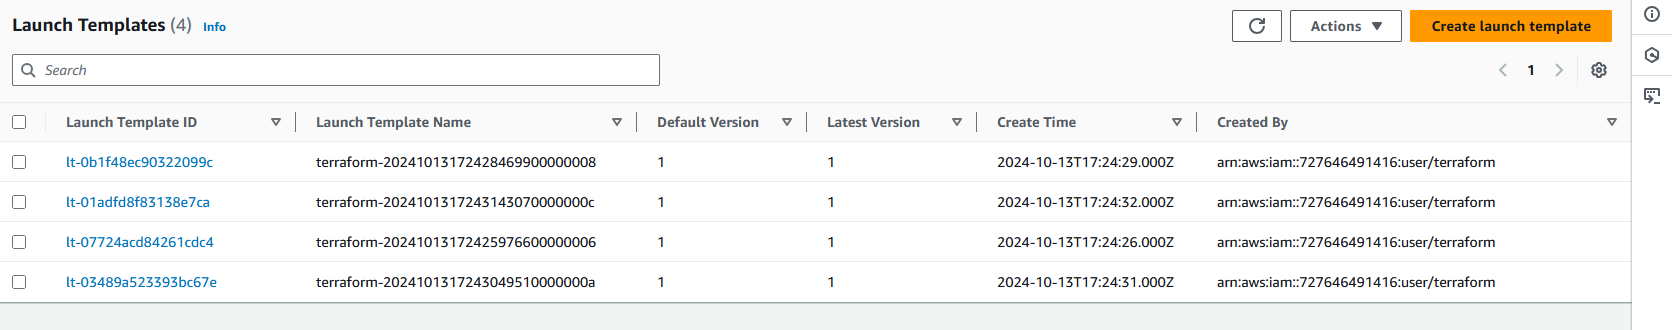 Launch Templates (4) Info
Actions Create launch template
Search
1
Launch Template ID Launch Template Name Default Version Latest Version Create Time Created By
lt-0b1f48ec90322099c terraform-20241013172428469900000008 1 1 2024-10-13T17:24:29.000Z arn:aws:iam::727646491416:user/terraform
lt-01adfd8f83138e7ca terraform-2024101317243143070000000c 1 1 2024-10-13T17:24:32.000Z arn:aws:iam::727646491416:user/terraform
lt-07724acd84261cdc4 terraform-20241013172425976600000006 1 1 2024-10-13T17:24:26.000Z arn:aws:iam::727646491416:user/terraform
lt-03489a523393bc67e terraform-2024101317243049510000000a 1 1 2024-10-13T17:24:31.000Z arn:aws:iam::727646491416:user/terraform